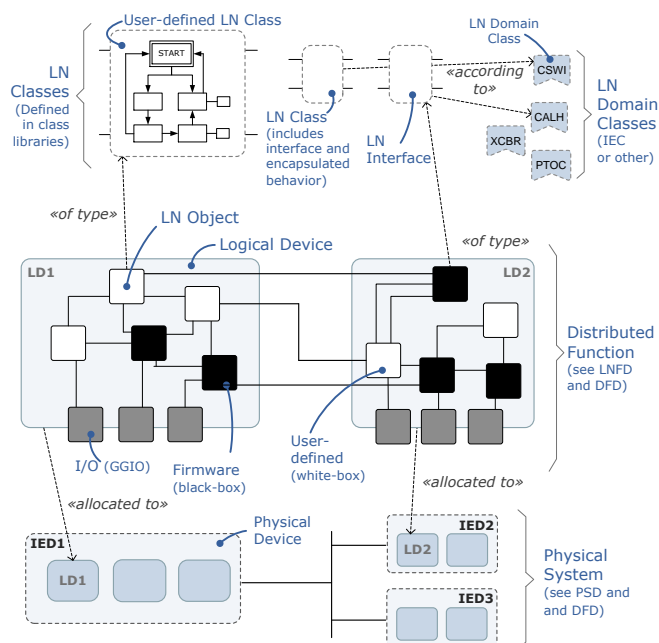 User-defined LN Class
START
LN
Classes
(Defined
in class
libraries)
LN Domain
Class
CSWI
«according
to»
CALH
XCBR
PTOC
LN
Domain
Classes
(IEC
or other)
LN Class
(includes
interface and
encapsulated
behavior)
LN
Interface
«of type»
LN Object
Logical Device
«of type»
LD1
LD2
Distributed
Function
(see LNFD
and DFD)
I/O (GGIO)
Firmware
(black-box)
User-
defined
(white-box)
«allocated to»
«allocated to»
Physical
Device
IED1
LD1
IED2
LD2
IED3
Physical
System
(see PSD and
and DFD)